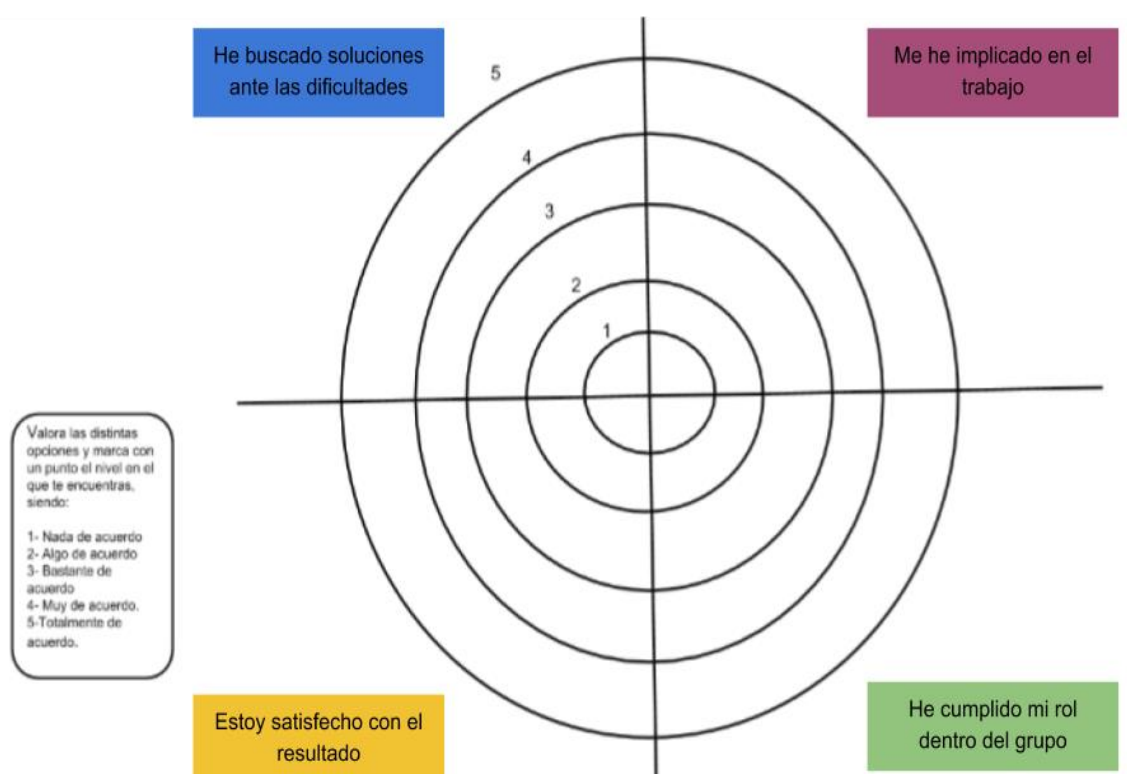 He buscado soluciones
ante las dificultades
Me he implicado en el
trabajo
5
4
3
2
1
Valora las distintas
opciones y marca con
un punto el nivel en el
que te encuentras,
siendo:
1- Nada de acuerdo
2- Algo de acuerdo
3- Bastante de
acuerdo
4- Muy de acuerdo.
5-Totalmente de
acuerdo.
Estoy satisfecho con el
resultado
He cumplido mi rol
dentro del grupo